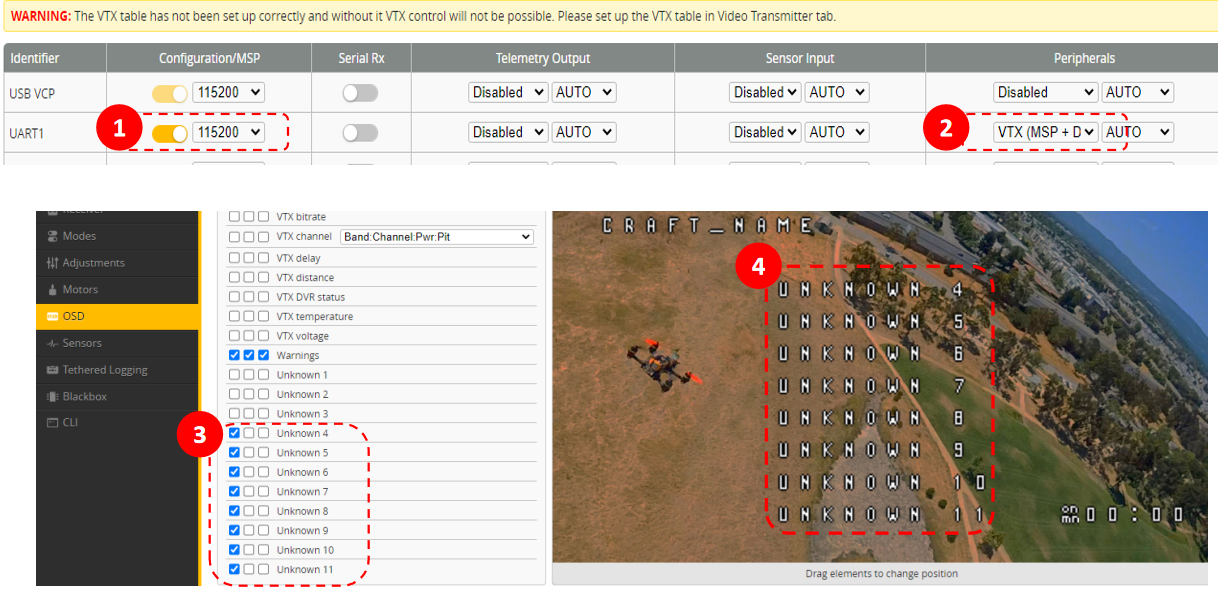 WARNING: The VTX table has not been set up correctly and without it VTX control will not be possible. Please set up the VTX table in Video Transmitter tab.
Identifier Configuration/MSP Serial Rx Telemetry Output Sensor Input Peripherals
USB VCP 115200 Disabled AUTO Disabled AUTO Disabled AUTO
UART1 1 115200 Disabled AUTO Disabled AUTO 2 VTX (MSP + D AUTO
Receiver
Modes
Adjustments
Motors
OSD
Sensors
Tethered Logging
Blackbox
CLI
VTX bitrate
VTX channel Band:Channel:Pwr:Pit
VTX delay
VTX distance
VTX DVR status
VTX temperature
VTX voltage
Warnings
Unknown 1
Unknown 2
Unknown 3
3
Unknown 4
Unknown 5
Unknown 6
Unknown 7
Unknown 8
Unknown 9
Unknown 10
Unknown 11
CRAFT_NAME
4
UNKNOWN 4
UNKNOWN 5
UNKNOWN 6
UNKNOWN 7
UNKNOWN 8
UNKNOWN 9
UNKNOWN 10
UNKNOWN 11
on
mn 00:00
Drag elements to change position